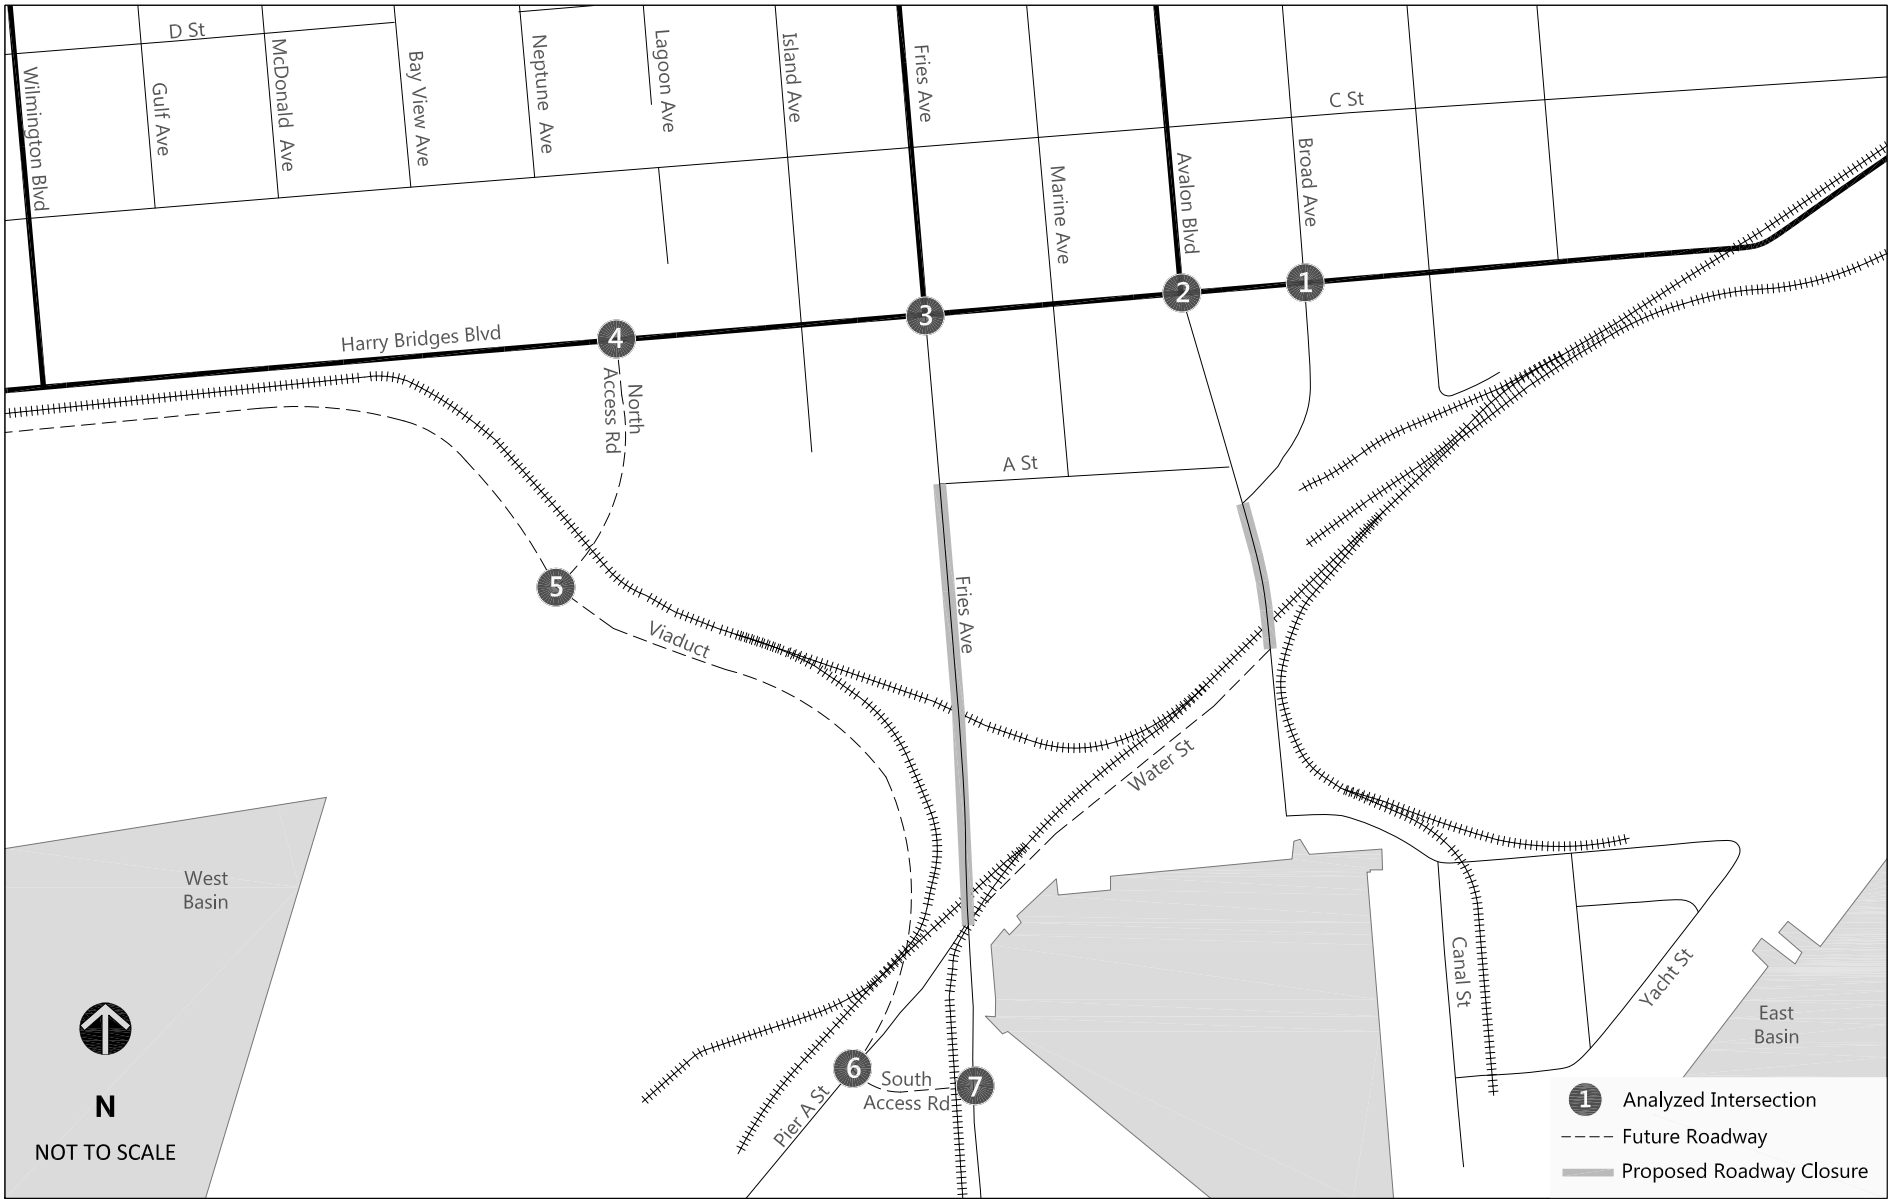 D St
Wilmington Blvd
Gulf Ave
McDonald Ave
Bay View Ave
Neptune Ave
Lagoon Ave
Island Ave
Fries Ave
C St
Marine Ave
Avalon Blvd
Broad Ave
1
2
3
4
Harry Bridges Blvd
North
Access Rd
A St
5
Fries Ave
Viaduct
Water St
West
Basin
Canal St
Yacht St
East
Basin
6
7
South
Access Rd
Pier A St
N
NOT TO SCALE
1 Analyzed Intersection
Future Roadway
Proposed Roadway Closure